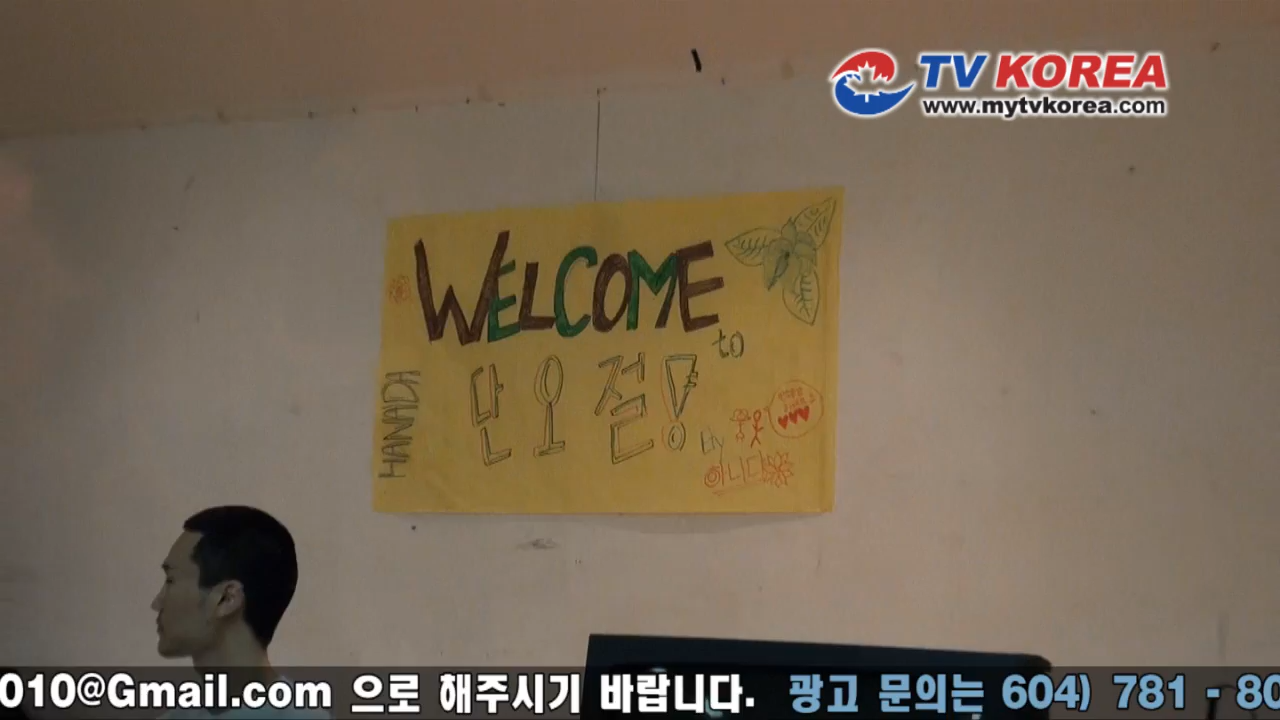 TV KOREA
www.mytvkorea.com
WELCOME
to
단오절!
HANADA
by
하니다
010@Gmail.com 으로 해주시기 바랍니다. 광고 문의는 604) 781 - 80